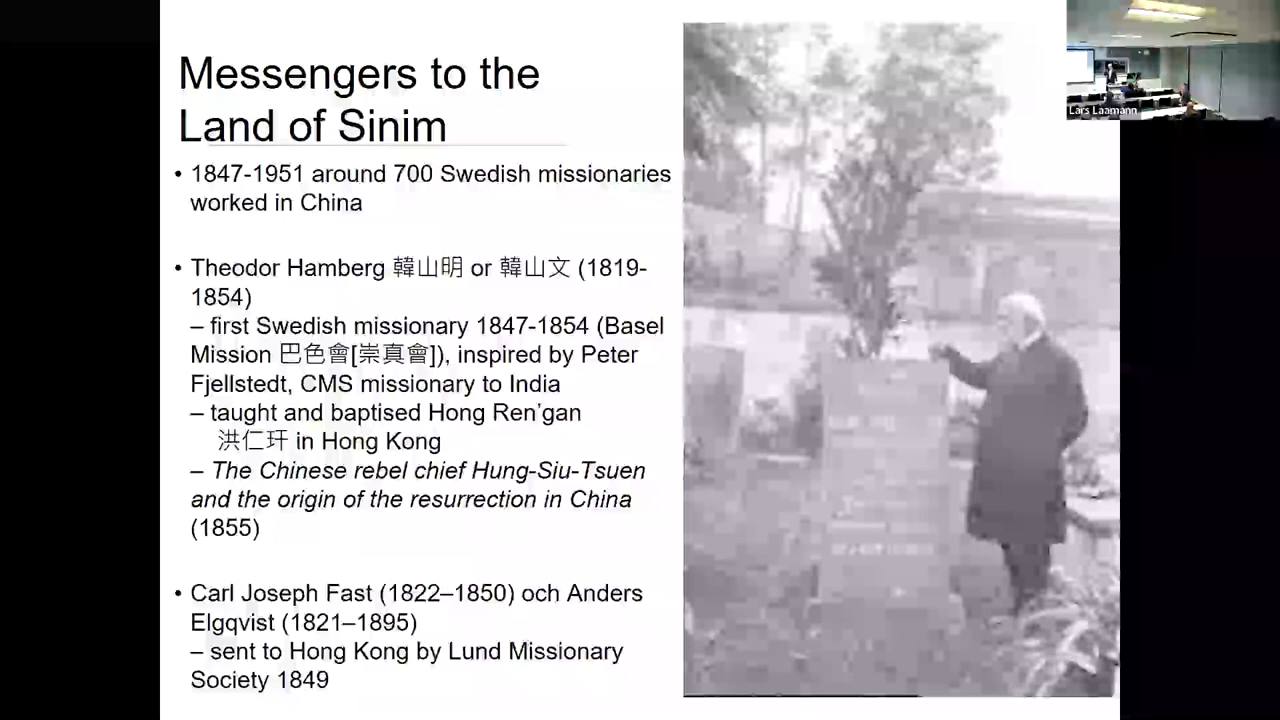 Messengers to the
Land of Sinim
• 1847-1951 around 700 Swedish missionaries
worked in China
• Theodor Hamberg 韓山明 or 韓山文 (1819-
1854)
– first Swedish missionary 1847-1854 (Basel
Mission 巴色會[崇真會]), inspired by Peter
Fjellstedt, CMS missionary to India
– taught and baptised Hong Ren’gan
洪仁玕 in Hong Kong
– The Chinese rebel chief Hung-Siu-Tsuen
and the origin of the resurrection in China
(1855)
• Carl Joseph Fast (1822–1850) och Anders
Elgqvist (1821–1895)
– sent to Hong Kong by Lund Missionary
Society 1849
Lars Laamann